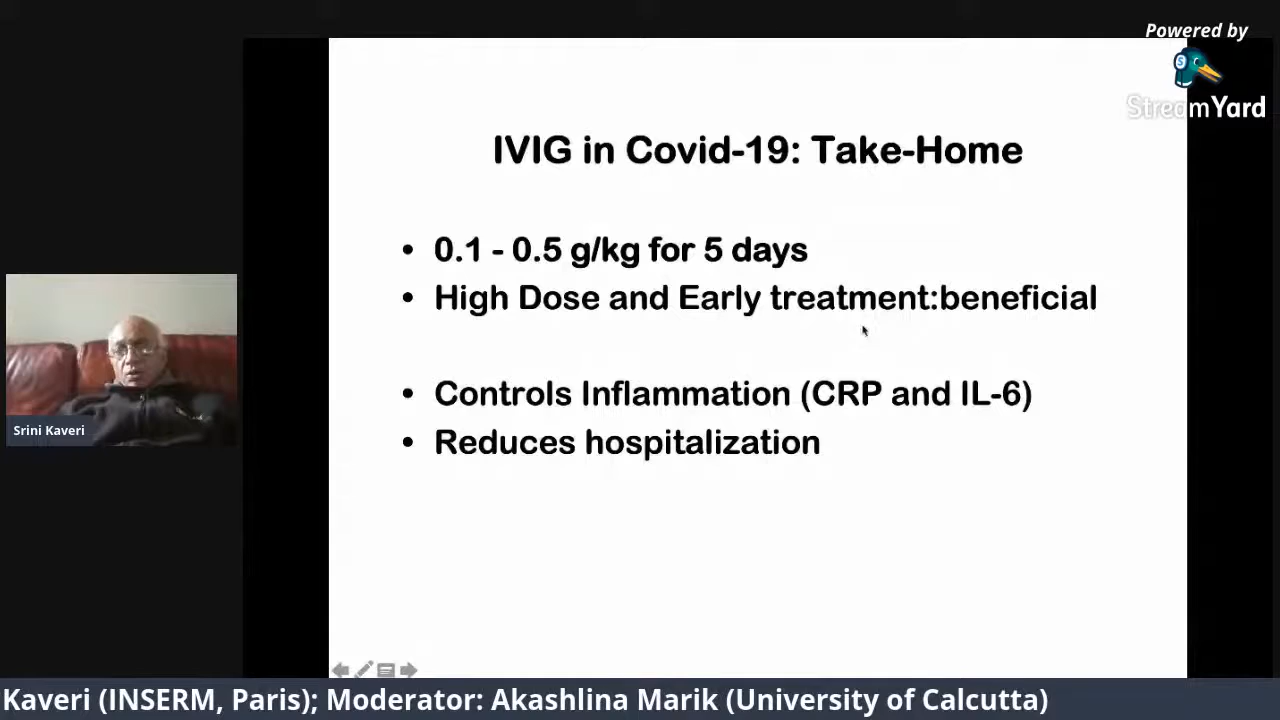 Powered by
StreamYard
IVIG in Covid-19: Take-Home
• 0.1 - 0.5 g/kg for 5 days
• High Dose and Early treatment:beneficial
• Controls Inflammation (CRP and IL-6)
• Reduces hospitalization
Srini Kaveri
Kaveri (INSERM, Paris); Moderator: Akashlina Marik (University of Calcutta)